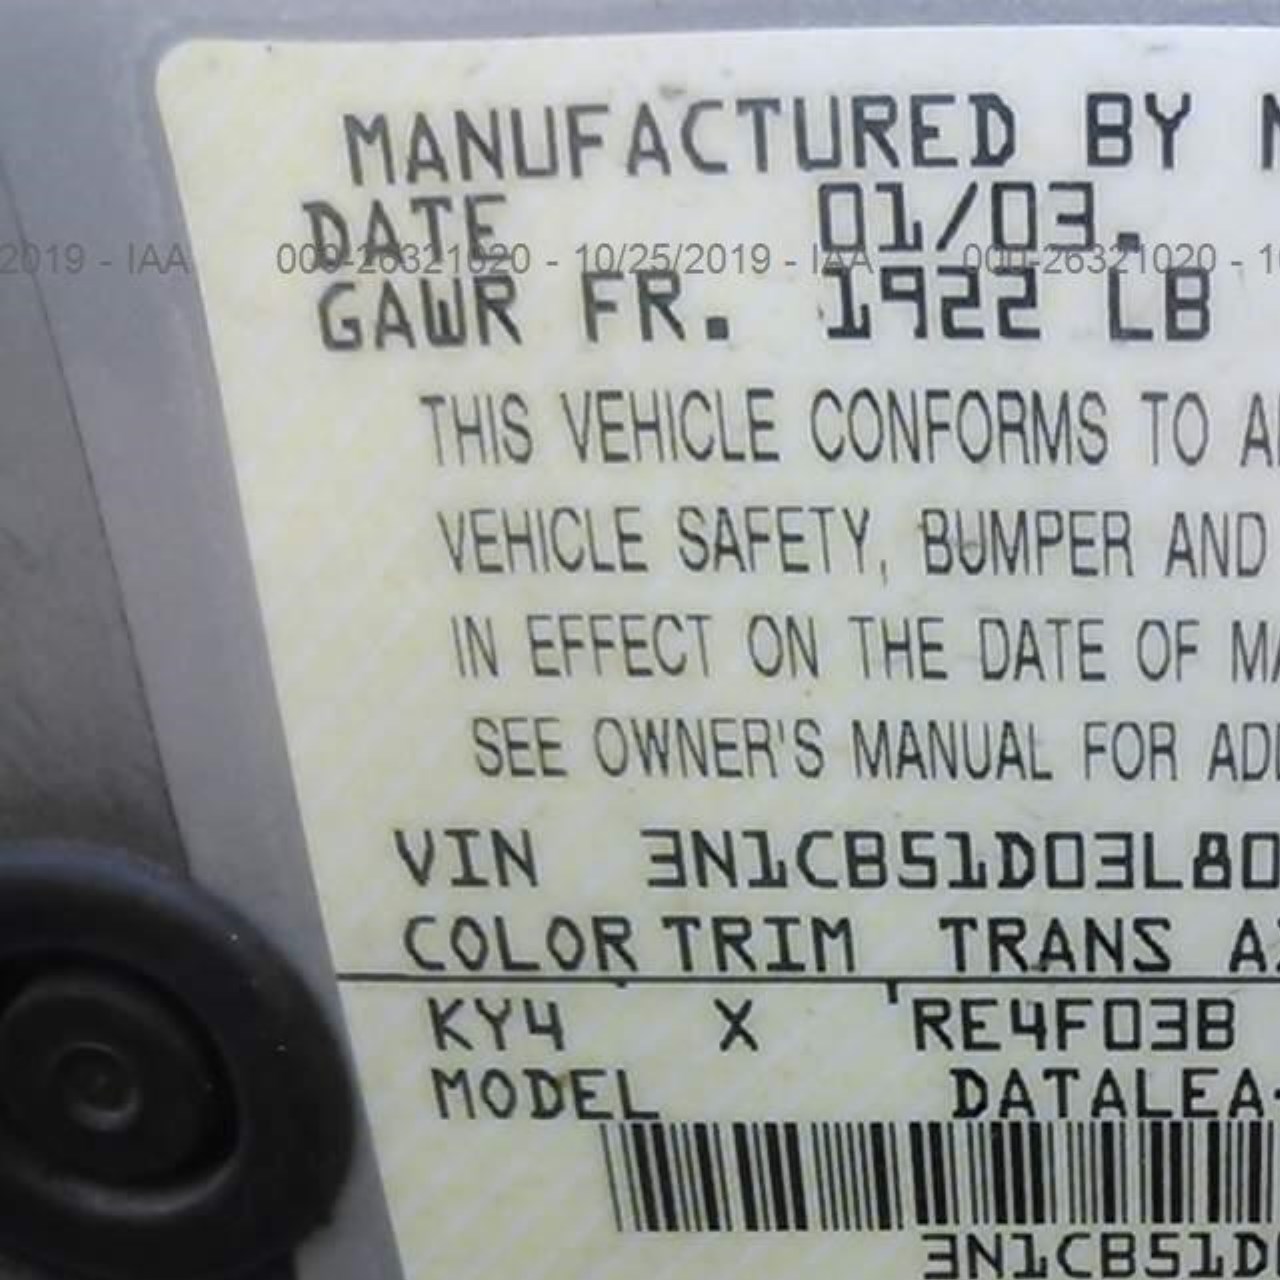 MANUFACTURED BY N
DATE 01/03.
2019 - IAA 000-26321020 - 10/25/2019 - IAA 000-26321020 - 10
GAWR FR. 1922 LB
THIS VEHICLE CONFORMS TO
VEHICLE SAFETY, BUMPER AND
IN EFFECT ON THE DATE OF
SEE OWNER'S MANUAL FOR
VIN 3N1CB51D03L80
COLOR TRIM TRANS
KY4 X RE4F03B
MODEL DATALEA
3N1CB51D